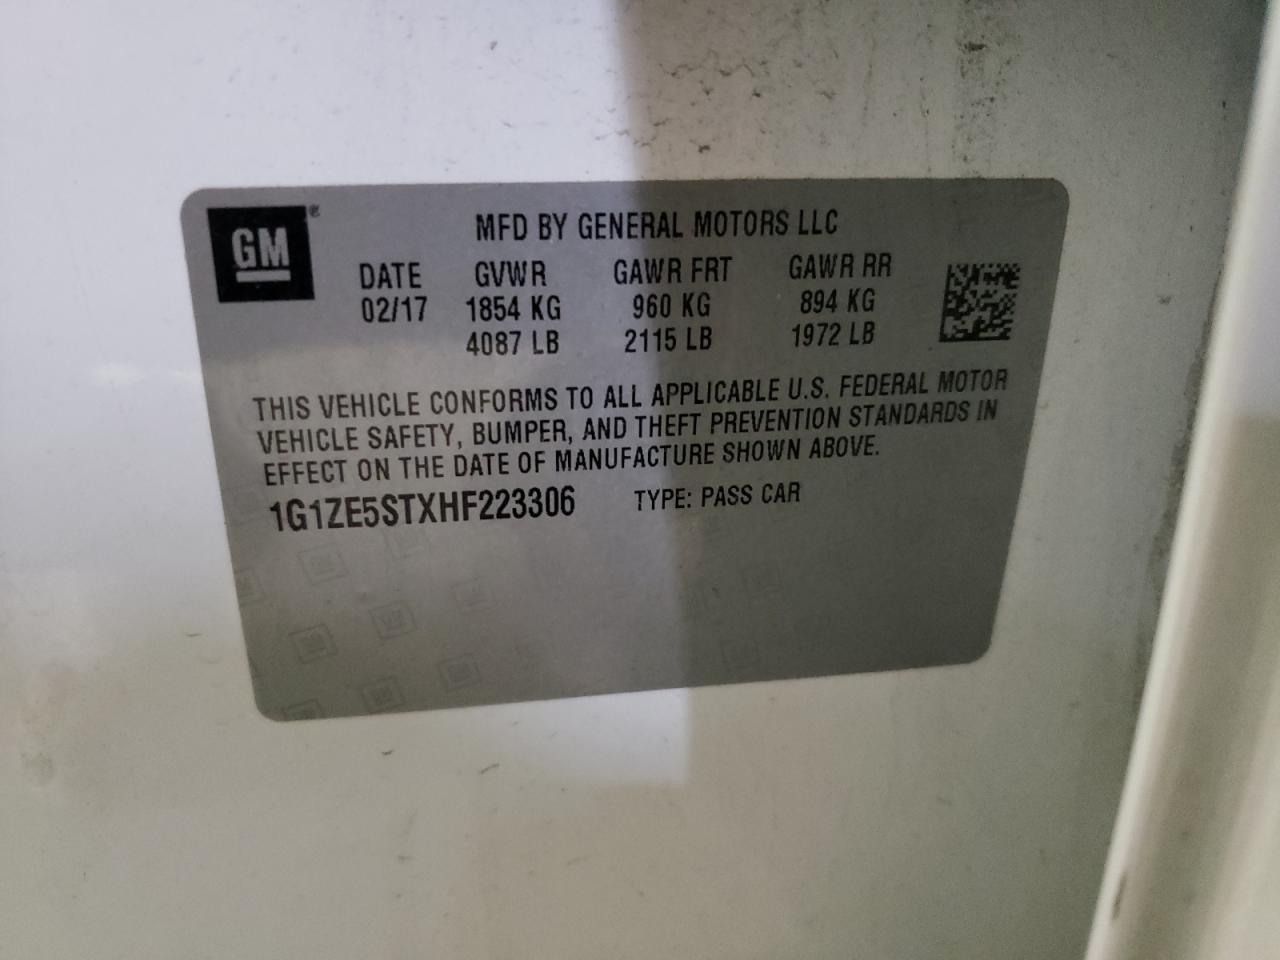 GM®
MFD BY GENERAL MOTORS LLC
DATE GVWR GAWR FRT GAWR RR
02/17 1854 KG 960 KG 894 KG
4087 LB 2115 LB 1972 LB
THIS VEHICLE CONFORMS TO ALL APPLICABLE U.S. FEDERAL MOTOR
VEHICLE SAFETY, BUMPER, AND THEFT PREVENTION STANDARDS IN
EFFECT ON THE DATE OF MANUFACTURE SHOWN ABOVE.
1G1ZE5STXHF223306 TYPE: PASS CAR